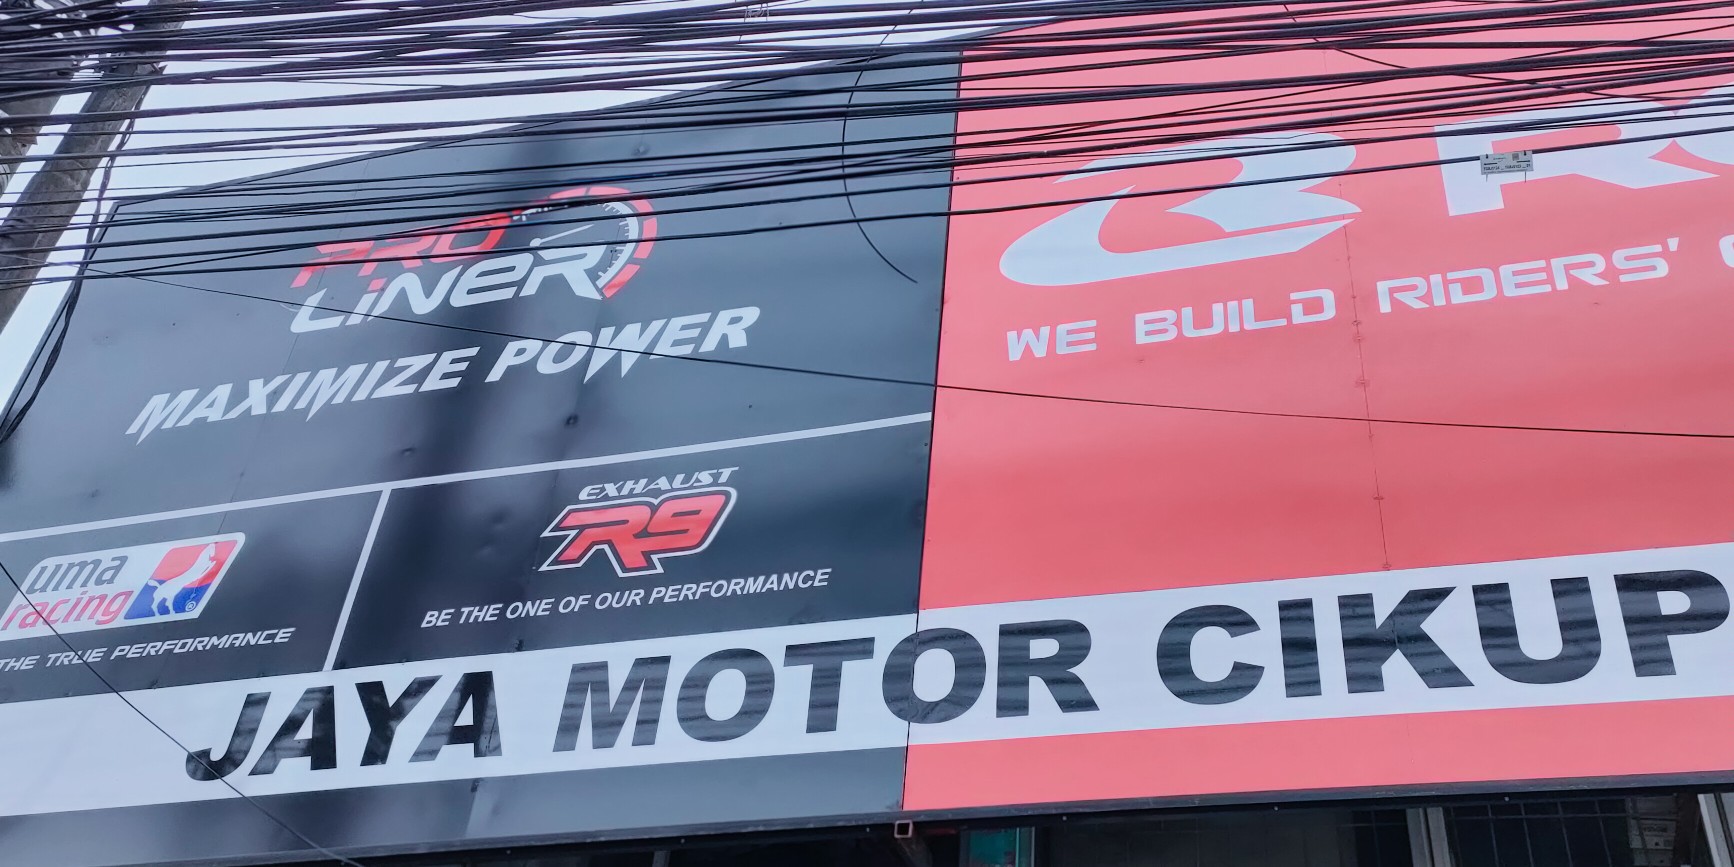 PRO
LINER
MAXIMIZE POWER
uma
racing
THE TRUE PERFORMANCE
EXHAUST
R9
BE THE ONE OF OUR PERFORMANCE
WE BUILD RIDERS'
JAYA MOTOR CIKUP